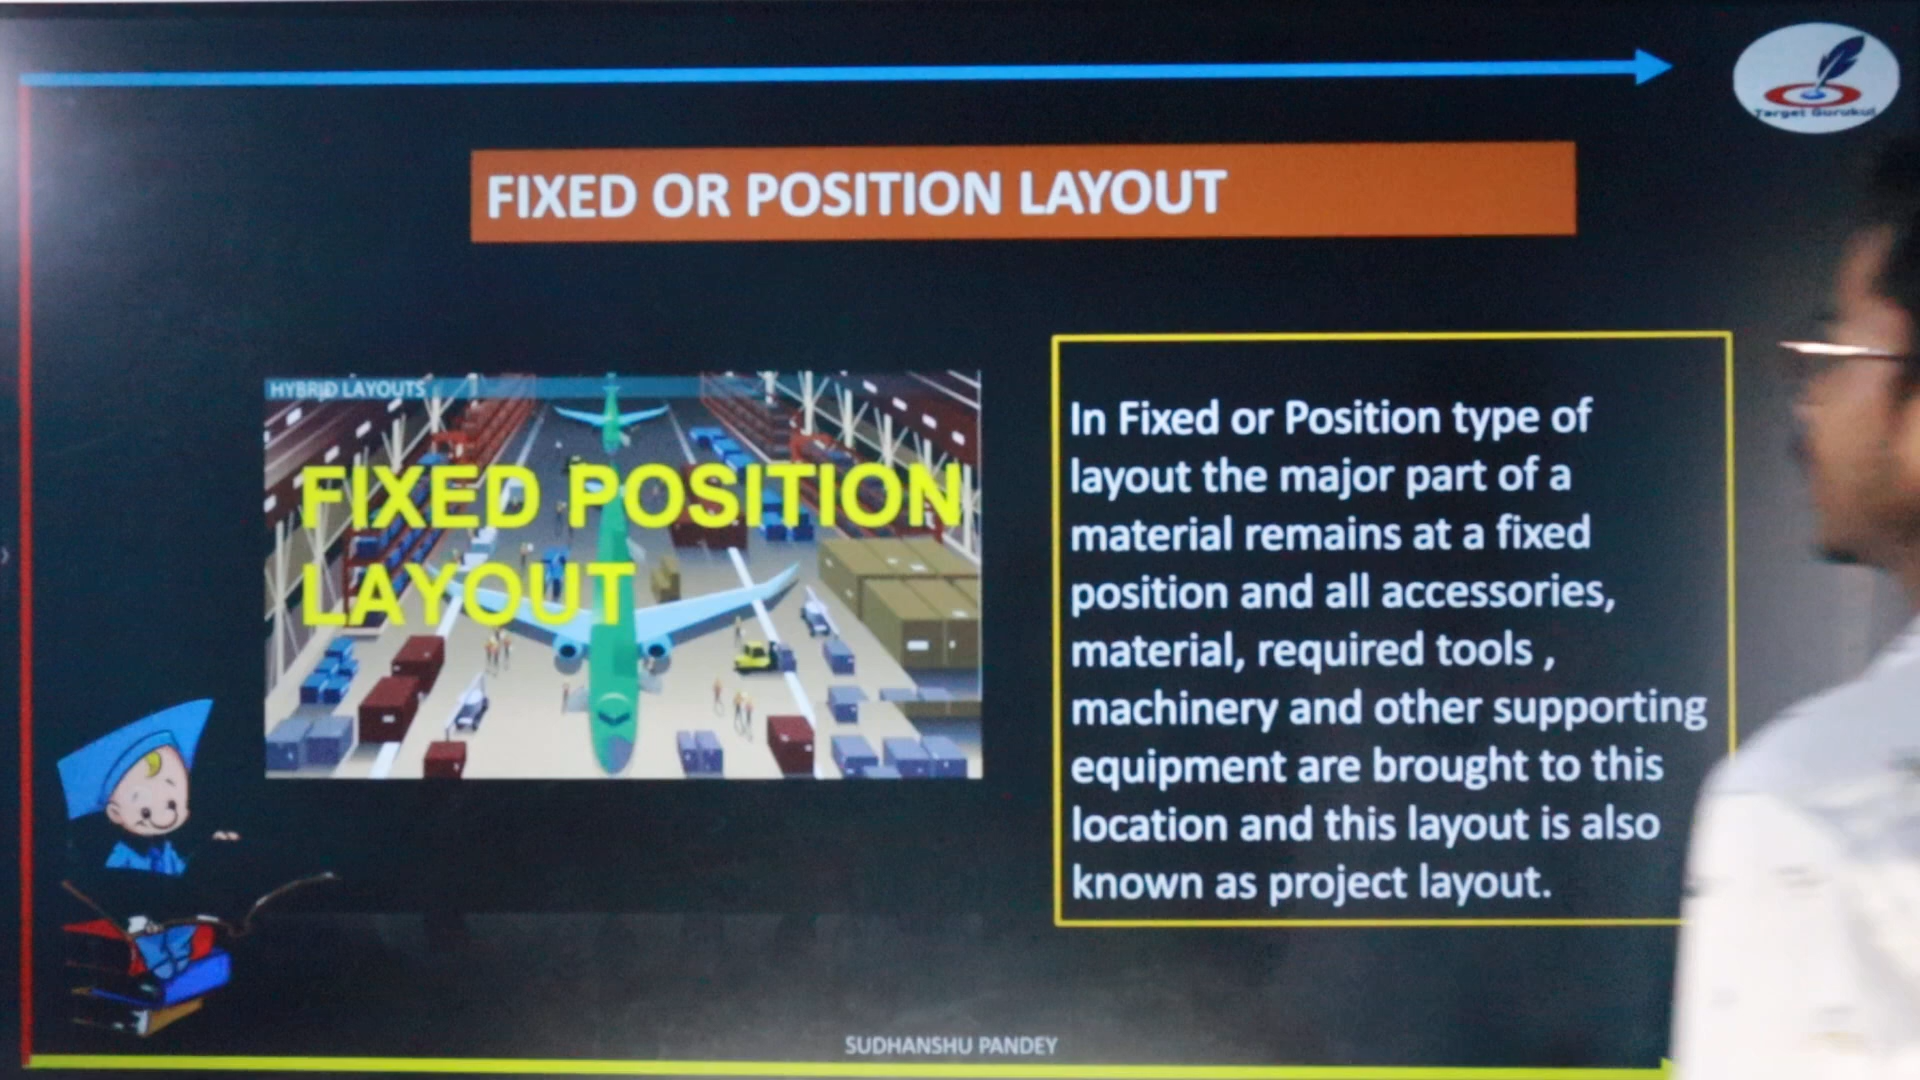 Target Gurukul
FIXED OR POSITION LAYOUT
HYBRID LAYOUTS
FIXED POSITION
LAYOUT
In Fixed or Position type of
layout the major part of a
material remains at a fixed
position and all accessories,
material, required tools ,
machinery and other supporting
equipment are brought to this
location and this layout is also
known as project layout.
SUDHANSHU PANDEY